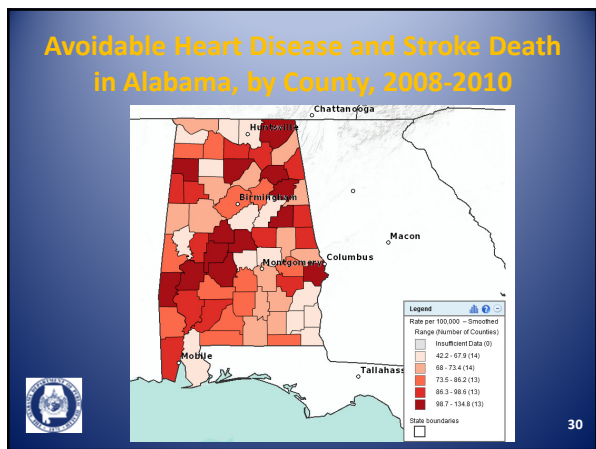 Avoidable Heart Disease and Stroke Death
in Alabama, by County, 2008-2010
Chattanooga
Huntsville
Birmingham
Macon
Columbus
Montgomery
Mobile
Tallahass
Legend
Rate per 100,000 – Smoothed
Range (Number of Counties)
Insufficient Data (0)
42.2 - 67.9 (14)
68 - 73.4 (14)
73.5 - 86.2 (13)
86.3 - 98.6 (13)
98.7 - 134.8 (13)
State boundaries
30